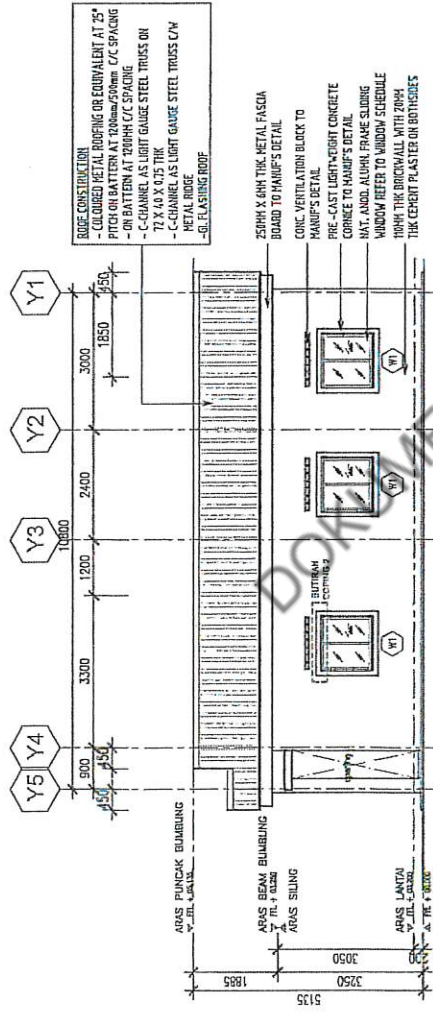 ROOF CONSTRUCTION
- COLOURED METAL ROOFING OR EQUIVALENT AT 25°
PITCH ON BATTERN AT 1200mm/500mm C/C SPACING
- ON BATTERN AT 1200MM C/C SPACING
- C-CHANNEL AS LIGHT GAUGE STEEL TRUSS ON
72 X 40 X 0.75 THK
- C-CHANNEL AS LIGHT GAUGE STEEL TRUSS C/W
METAL RIDGE
-GI. FLASHING ROOF
250MM X 4MM THK. METAL FASCIA
BOARD TO MANUF'S DETAIL
CONC. VENTILATION BLOCK TO
MANUF'S DETAIL
PRE-CAST LIGHTWEIGHT CONCRETE
CORNICE TO MANUF'S DETAIL
NAT. ANOD. ALUMN. FRAME SLIDING
WINDOW REFER TO WINDOW SCHEDULE
110MM THK BRICKWALL WITH 20MM
THK CEMENT PLASTER ON BOTHSIDES
Y5 Y4 Y3 Y2 Y1
10800
900 3300 1200 2400 3000
450 450 1850 450
ARAS PUNCAK BUMBUNG
ARAS BEAM BUMBUNG
ARAS SILING
ARAS LANTAI
5135
1885
3250
3050
BUTIRAN
COPING 2
W1
W1
W1